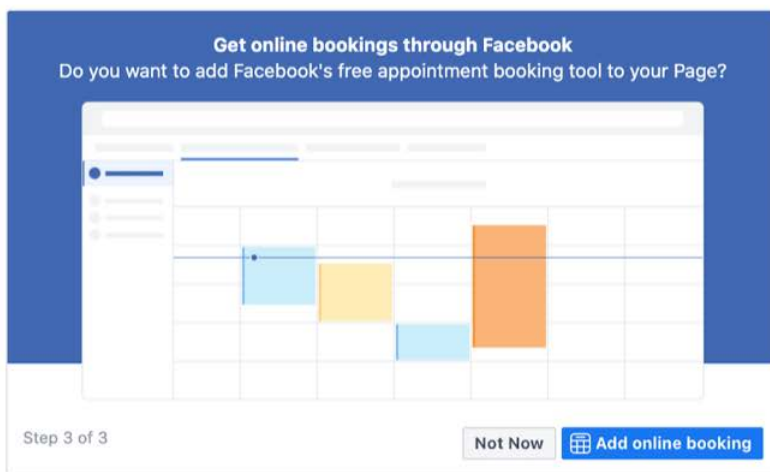 Get online bookings through Facebook
Do you want to add Facebook's free appointment booking tool to your Page?
Step 3 of 3
Not Now
Add online booking